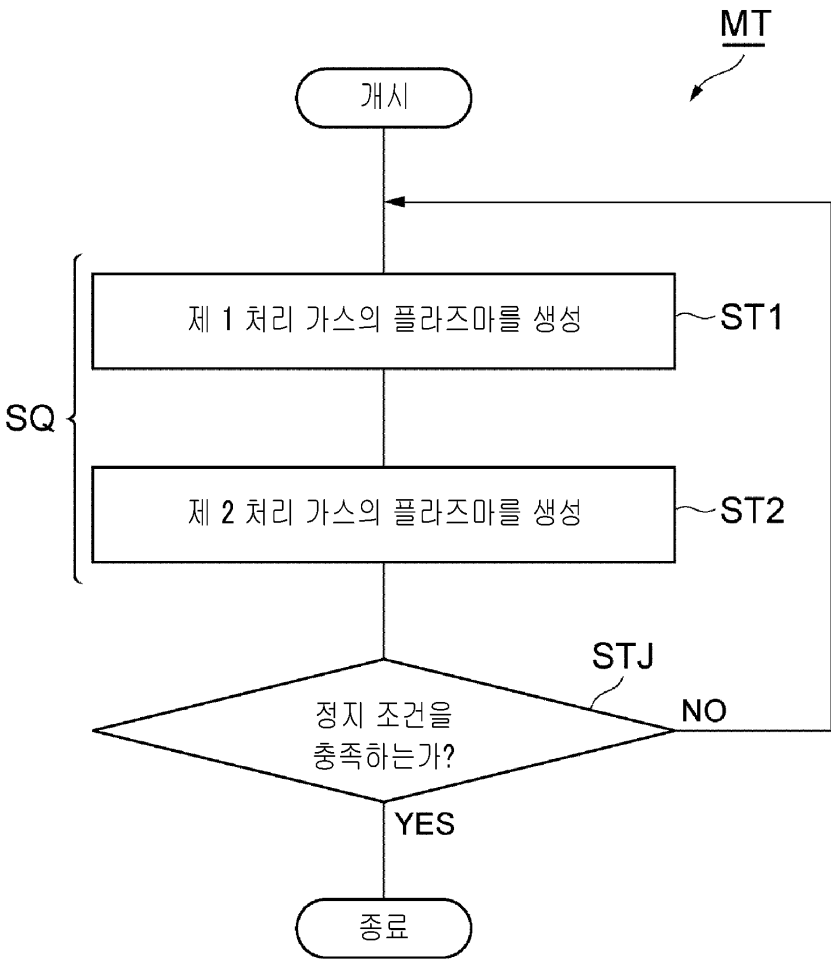 MT
개시
제 1 처리 가스의 플라즈마를 생성
ST1
SQ
제 2 처리 가스의 플라즈마를 생성
ST2
STJ
정지 조건을
충족하는가?
NO
YES
종료